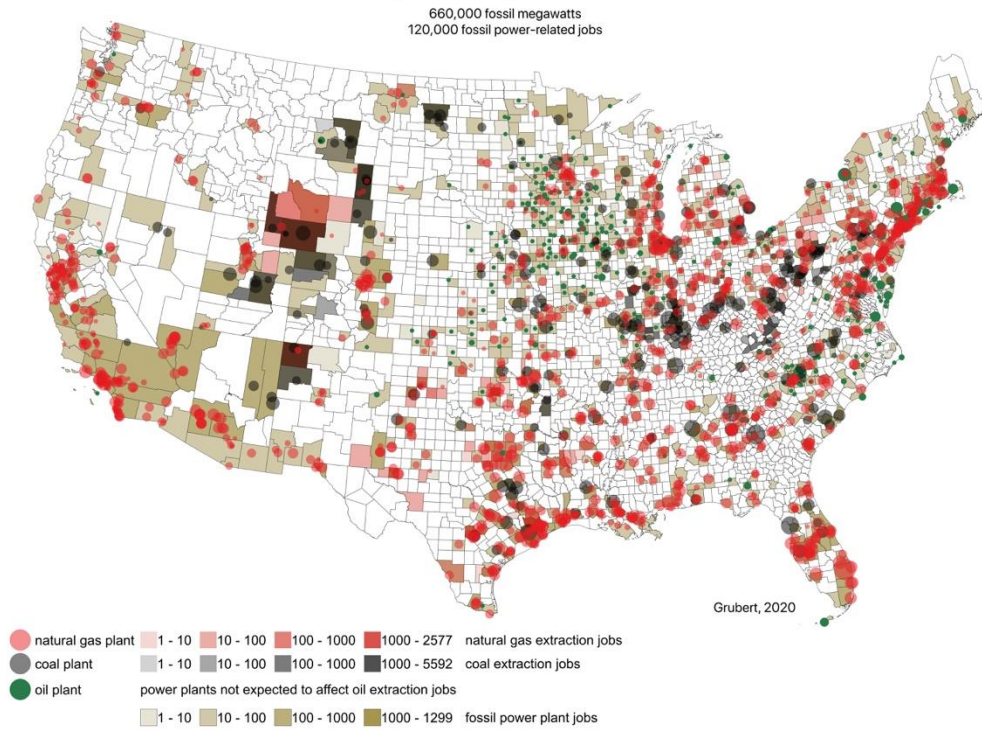 660,000 fossil megawatts
120,000 fossil power-related jobs
Grubert, 2020
natural gas plant 1 - 10 10 - 100 100 - 1000 1000 - 2577 natural gas extraction jobs
coal plant 1 - 10 10 - 100 100 - 1000 1000 - 5592 coal extraction jobs
oil plant power plants not expected to affect oil extraction jobs
1 - 10 10 - 100 100 - 1000 1000 - 1299 fossil power plant jobs